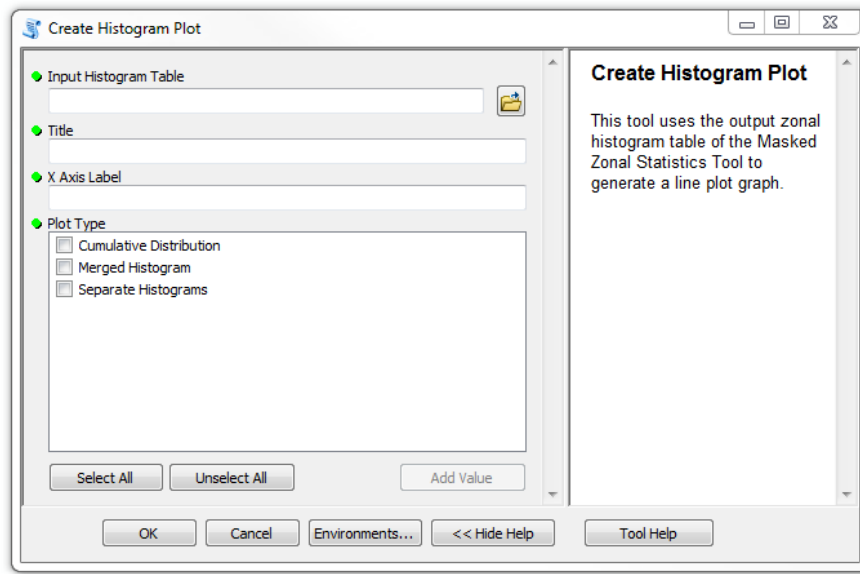 Create Histogram Plot
Input Histogram Table
Title
X Axis Label
Plot Type
Cumulative Distribution
Merged Histogram
Separate Histograms
Select All
Unselect All
Add Value
Create Histogram Plot
This tool uses the output zonal
histogram table of the Masked
Zonal Statistics Tool to
generate a line plot graph.
OK
Cancel
Environments...
<< Hide Help
Tool Help